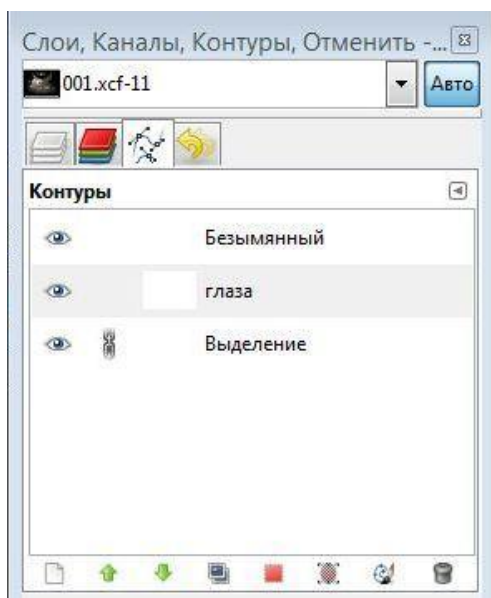 Слои, Каналы, Контуры, Отменить -...
001.xcf-11
Авто
Контуры
Безымянный
глаза
Выделение